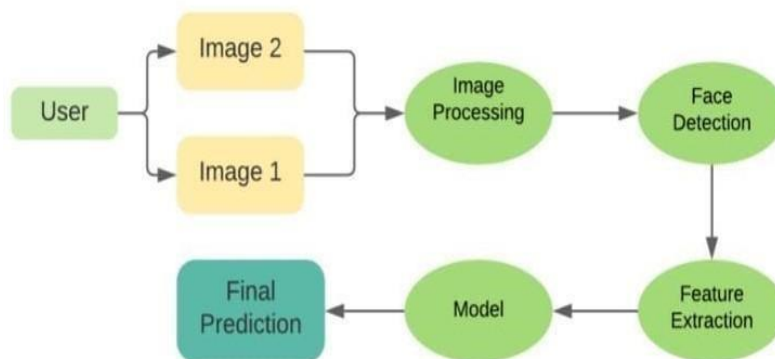 User
Image 2
Image 1
Image
Processing
Face
Detection
Feature
Extraction
Model
Final
Prediction